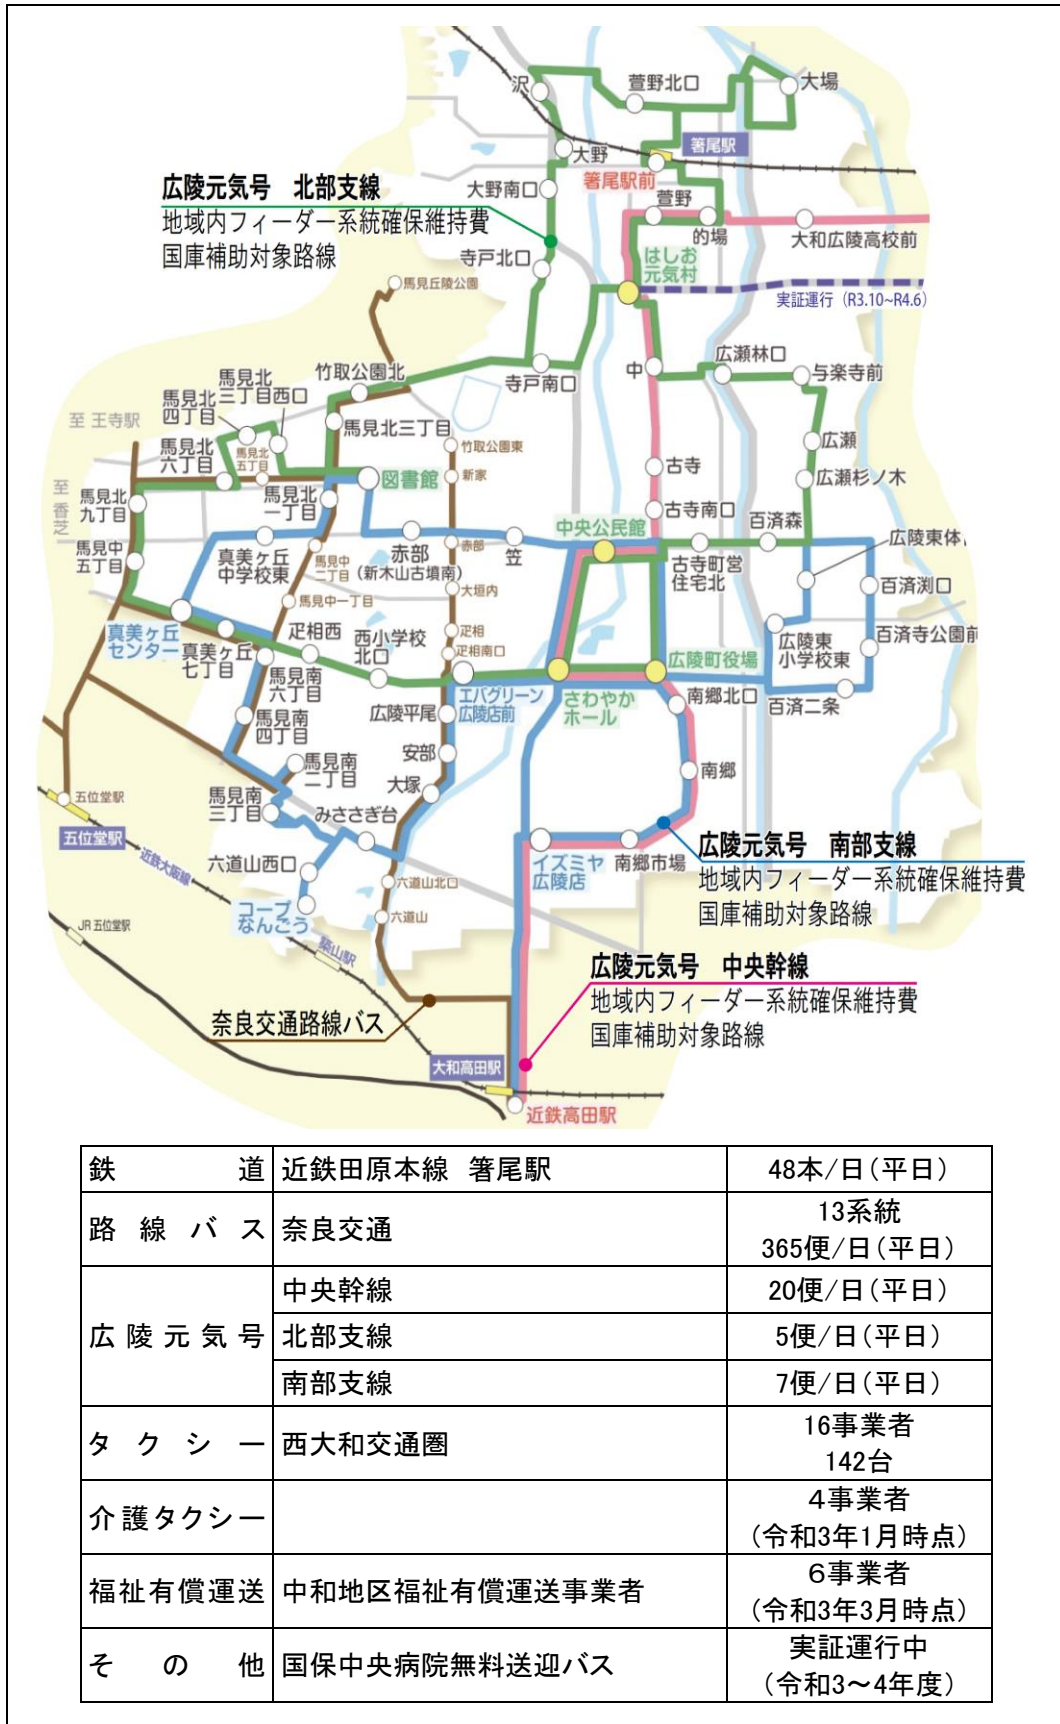 沢
萱野北口
大場
箸尾駅
大野
箸尾駅前
広陵元気号　北部支線
地域内フィーダー系統確保維持費
国庫補助対象路線
大野南口
萱野
的場
大和広陵高校前
はしお
元気村
寺戸北口
馬見丘陵公園
実証運行（R3.10~R4.6）
広瀬林口
中
与楽寺前
寺戸南口
竹取公園北
馬見北
三丁目西口
馬見北
四丁目
至 王寺駅
馬見北三丁目
竹取公園東
広瀬
馬見北
六丁目
馬見北
五丁目
図書館
新家
古寺
広瀬杉ノ木
至
香
芝
馬見北
九丁目
馬見北
一丁目
古寺南口
百済森
中央公民館
広陵東体
馬見中
五丁目
真美ヶ丘
中学校東
馬見中
二丁目
赤部
（新木山古墳南）
赤部
笠
古寺町営
住宅北
百済渕口
大垣内
馬見中一丁目
真美ヶ丘
センター
真美ヶ丘
七丁目
疋相西
西小学校
北口
疋相
疋相南口
広陵町役場
広陵東
小学校東
百済寺公園前
馬見南
六丁目
エバグリーン
広陵店前
さわやか
ホール
南郷北口
百済二条
馬見南
四丁目
広陵平尾
安部
馬見南
二丁目
大塚
南郷
五位堂駅
馬見南
三丁目
みささぎ台
五位堂駅
近鉄大阪線
六道山西口
イズミヤ
広陵店
南郷市場
広陵元気号　南部支線
地域内フィーダー系統確保維持費
国庫補助対象路線
六道山北口
コープ
なんごう
六道山
JR 五位堂駅
築山駅
広陵元気号　中央幹線
地域内フィーダー系統確保維持費
国庫補助対象路線
奈良交通路線バス
大和高田駅
近鉄高田駅
鉄道 近鉄田原本線　箸尾駅 48本/日（平日）
路線バス 奈良交通 13系統
365便/日（平日）
広陵元気号 中央幹線 20便/日（平日）
北部支線 5便/日（平日）
南部支線 7便/日（平日）
タクシー 西大和交通圏 16事業者
142台
介護タクシー ４事業者
（令和3年1月時点）
福祉有償運送 中和地区福祉有償運送事業者 ６事業者
（令和3年3月時点）
その他 国保中央病院無料送迎バス 実証運行中
（令和3～4年度）